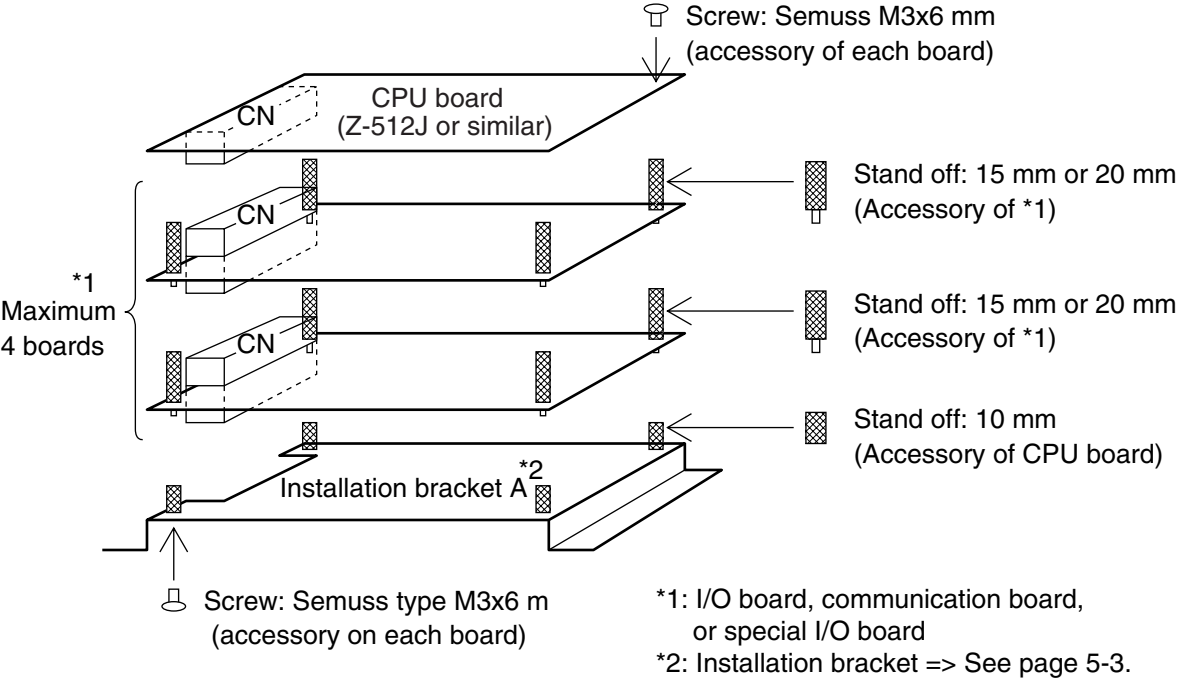 Screw: Semuss M3x6 mm
(accessory of each board)
CPU board
(Z-512J or similar)
CN
Stand off: 15 mm or 20 mm
(Accessory of *1)
CN
*1
Maximum
4 boards
Stand off: 15 mm or 20 mm
(Accessory of *1)
CN
Stand off: 10 mm
(Accessory of CPU board)
Installation bracket A*2
Screw: Semuss type M3x6 m
(accessory on each board)
*1: I/O board, communication board,
or special I/O board
*2: Installation bracket => See page 5-3.